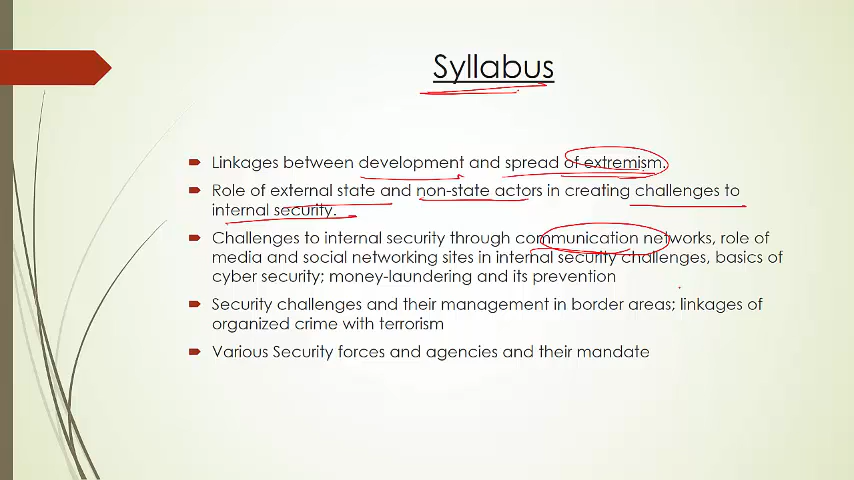 Syllabus
Linkages between development and spread of extremism.
Role of external state and non-state actors in creating challenges to
internal security.
Challenges to internal security through communication networks, role of
media and social networking sites in internal security challenges, basics of
cyber security; money-laundering and its prevention
Security challenges and their management in border areas; linkages of
organized crime with terrorism
Various Security forces and agencies and their mandate